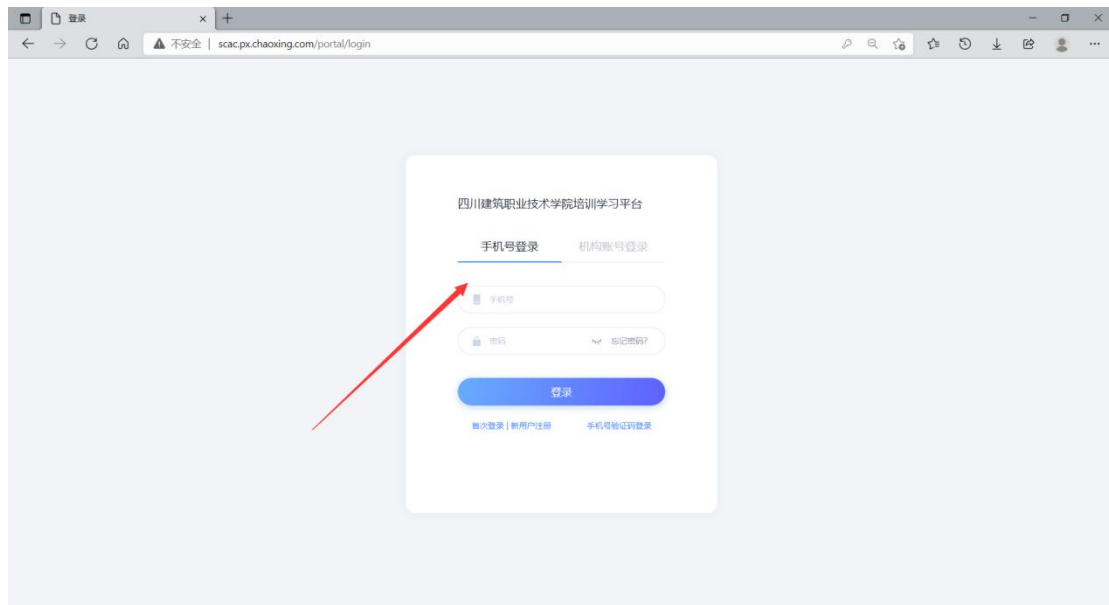 登录
不安全 | scac.px.chaoxing.com/portal/login
四川建筑职业技术学院培训学习平台
手机号登录 机构账号登录
手机号
密码 忘记密码?
登录
首次登录 | 新用户注册 手机号验证码登录